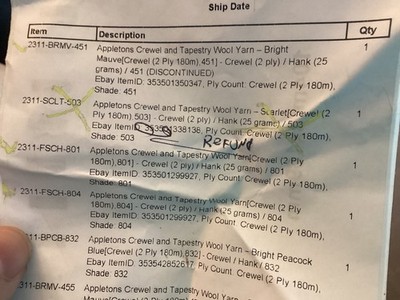 Ship Date
Item Description Qty
2311-BRMV-451 Appletons Crewel and Tapestry Wool Yarn – Bright 1
Mauve[Crewel (2 Ply 180m),451] - Crewel (2 ply) / Hank (25
grams) / 451 (DISCONTINUED)
Ebay ItemID: 353501350347, Ply Count: Crewel (2 Ply 180m),
Shade: 451
2311-SCLT-503 Appletons Crewel and Tapestry Wool Yarn – Scarlet[Crewel (2
Ply 180m),503] - Crewel (2 ply) / Hank (25 grams) / 503
Ebay ItemID: 338138, Ply Count: Crewel (2 Ply 180m),
Shade: 503 REFUND
2311-FSCH-801 Appletons Crewel and Tapestry Wool Yarn[Crewel (2 Ply 1
180m),801] - Crewel (2 ply) / Hank (25 grams) / 801
Ebay ItemID: 353501299927, Ply Count: Crewel (2 Ply 180m),
Shade: 801
2311-FSCH-804 Appletons Crewel and Tapestry Wool Yarn[Crewel (2 Ply 1
180m),804] - Crewel (2 ply) / Hank (25 grams) / 804
Ebay ItemID: 353501299927, Ply Count: Crewel (2 Ply 180m),
Shade: 804
2311-BPCB-832 Appletons Crewel and Tapestry Wool Yarn – Bright Peacock 1
Blue[Crewel (2 Ply 180m),832] - Crewel / Hank / 832
Ebay ItemID: 353542852617, Ply Count: Crewel (2 Ply 180m),
Shade: 832
2311-BRMV-455 Appletons Crewel and Tapestry Wool Yarn – Bright